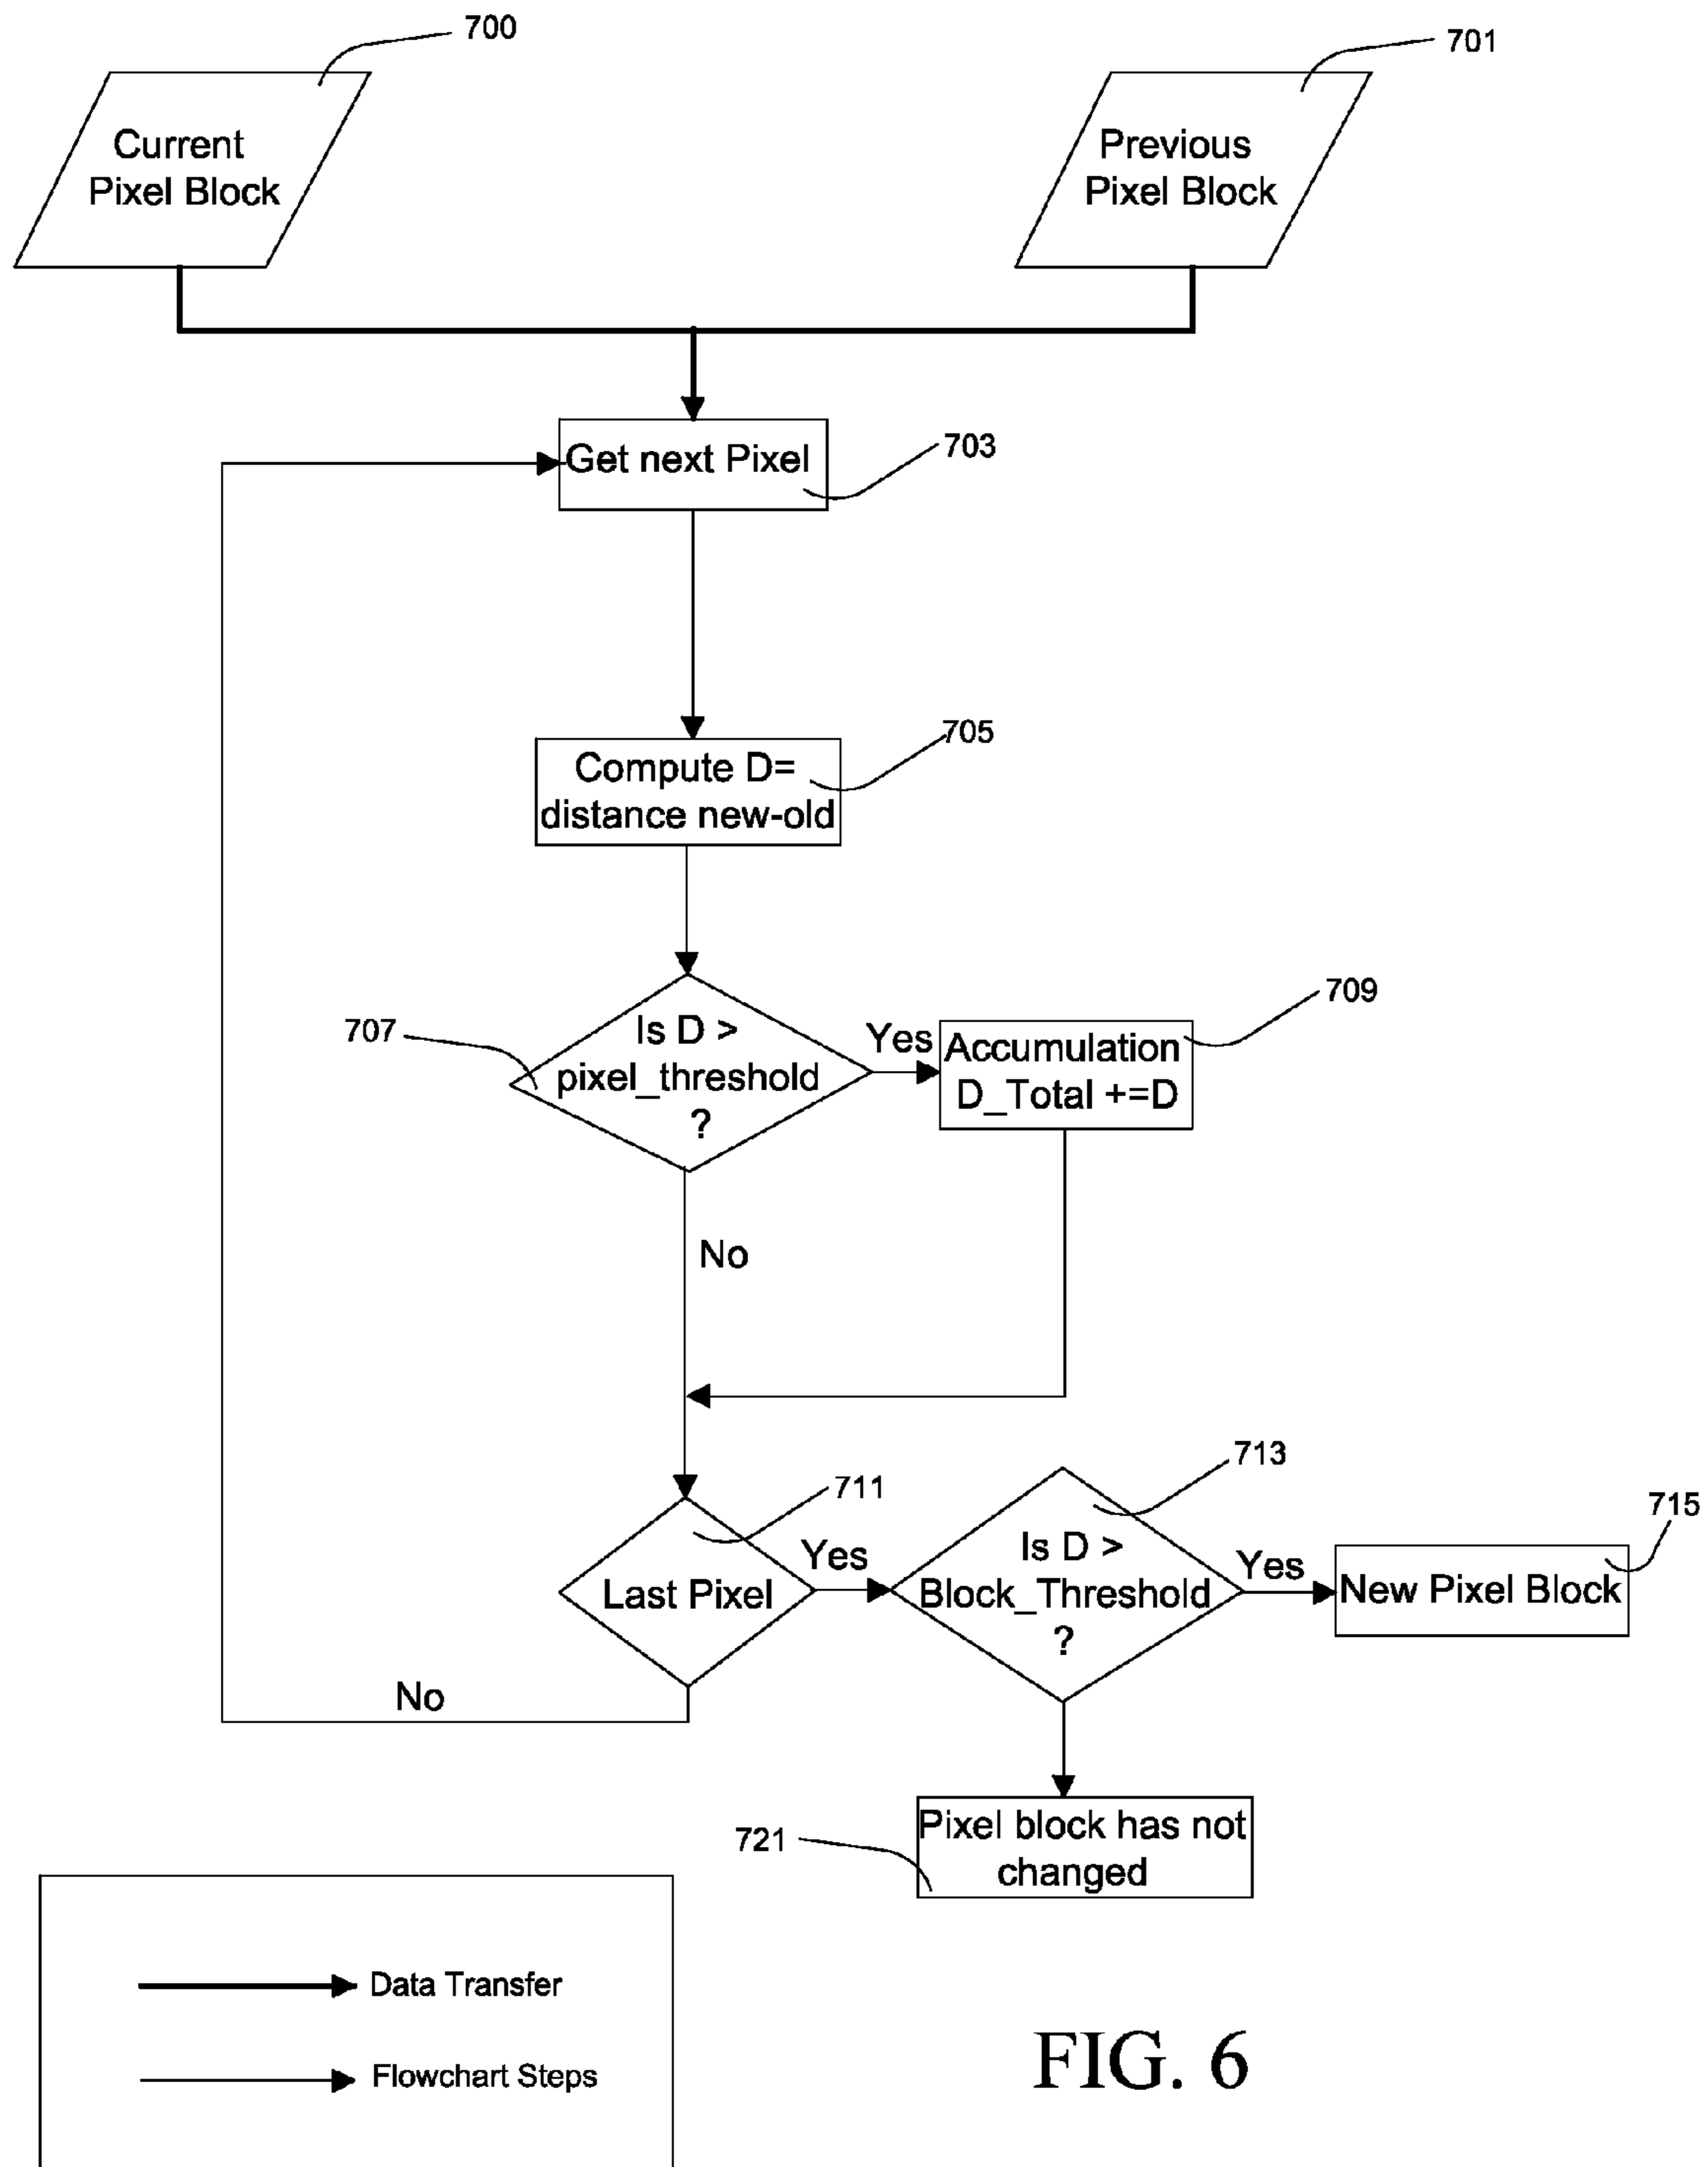 700
701
Current
Pixel Block
Previous
Pixel Block
Get next Pixel
703
705
Compute D=
distance new-old
707
Is D >
pixel_threshold
?
Yes
709
Accumulation
D_Total +=D
No
711
713
715
Last Pixel
Yes
Is D >
Block_Threshold
?
Yes
New Pixel Block
No
721
Pixel block has not
changed
Data Transfer
Flowchart Steps
FIG. 6